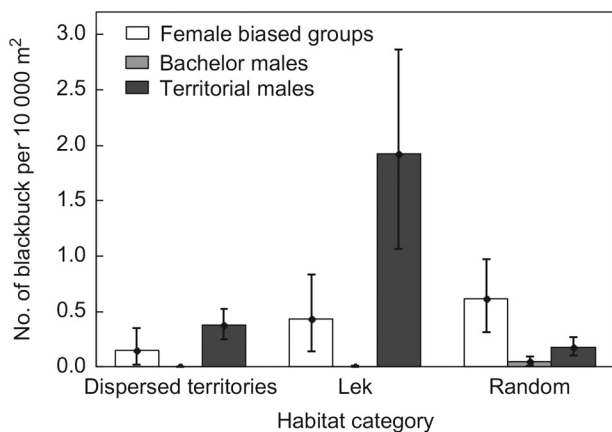 3.0
2.5
2.0
1.5
1.0
0.5
0.0
No. of blackbuck per 10 000 m²
Female biased groups
Bachelor males
Territorial males
Dispersed territories Lek Random
Habitat category